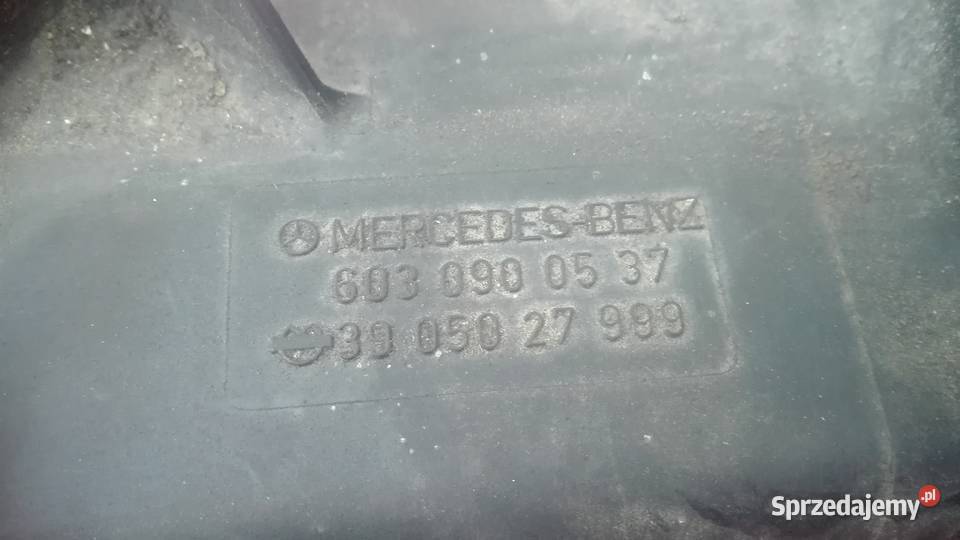 MERCEDES-BENZ
603 090 05 37
39 050 27 999
Sprzedajemy.pl